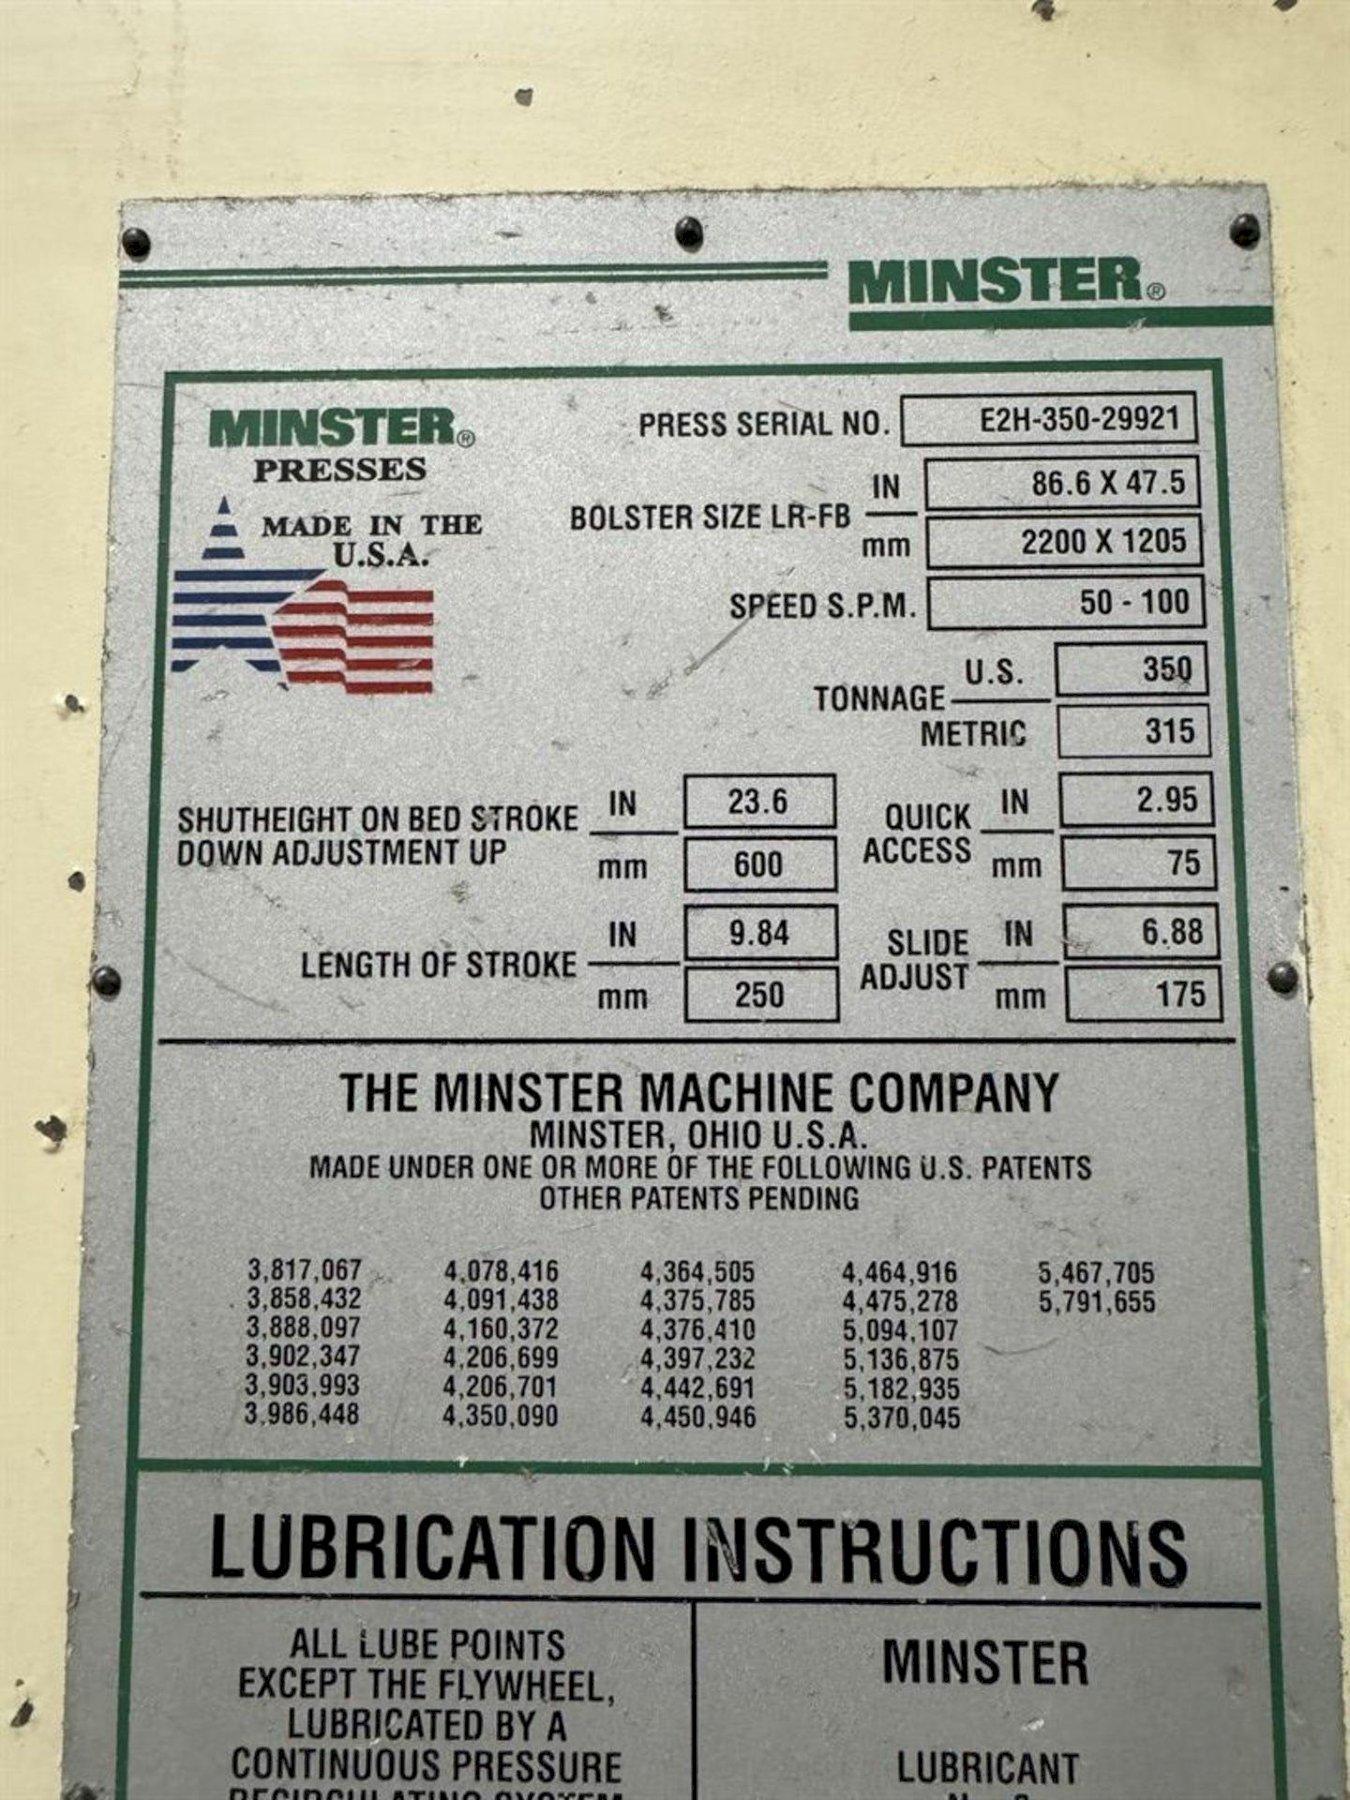 MINSTER®
MINSTER®
PRESSES
MADE IN THE
U.S.A.
PRESS SERIAL NO. E2H-350-29921
BOLSTER SIZE LR-FB IN 86.6 X 47.5
mm 2200 X 1205
SPEED S.P.M. 50 - 100
TONNAGE U.S. 350
METRIC 315
SHUTHEIGHT ON BED STROKE
DOWN ADJUSTMENT UP
IN 23.6
mm 600
QUICK
ACCESS
IN 2.95
mm 75
LENGTH OF STROKE
IN 9.84
mm 250
SLIDE
ADJUST
IN 6.88
mm 175
THE MINSTER MACHINE COMPANY
MINSTER, OHIO U.S.A.
MADE UNDER ONE OR MORE OF THE FOLLOWING U.S. PATENTS
OTHER PATENTS PENDING
3,817,067 4,078,416 4,364,505 4,464,916 5,467,705
3,858,432 4,091,438 4,375,785 4,475,278 5,791,655
3,888,097 4,160,372 4,376,410 5,094,107
3,902,347 4,206,699 4,397,232 5,136,875
3,903,993 4,206,701 4,442,691 5,182,935
3,986,448 4,350,090 4,450,946 5,370,045
LUBRICATION INSTRUCTIONS
ALL LUBE POINTS
EXCEPT THE FLYWHEEL,
LUBRICATED BY A
CONTINUOUS PRESSURE
RECIRCULATING SYSTEM
MINSTER
LUBRICANT